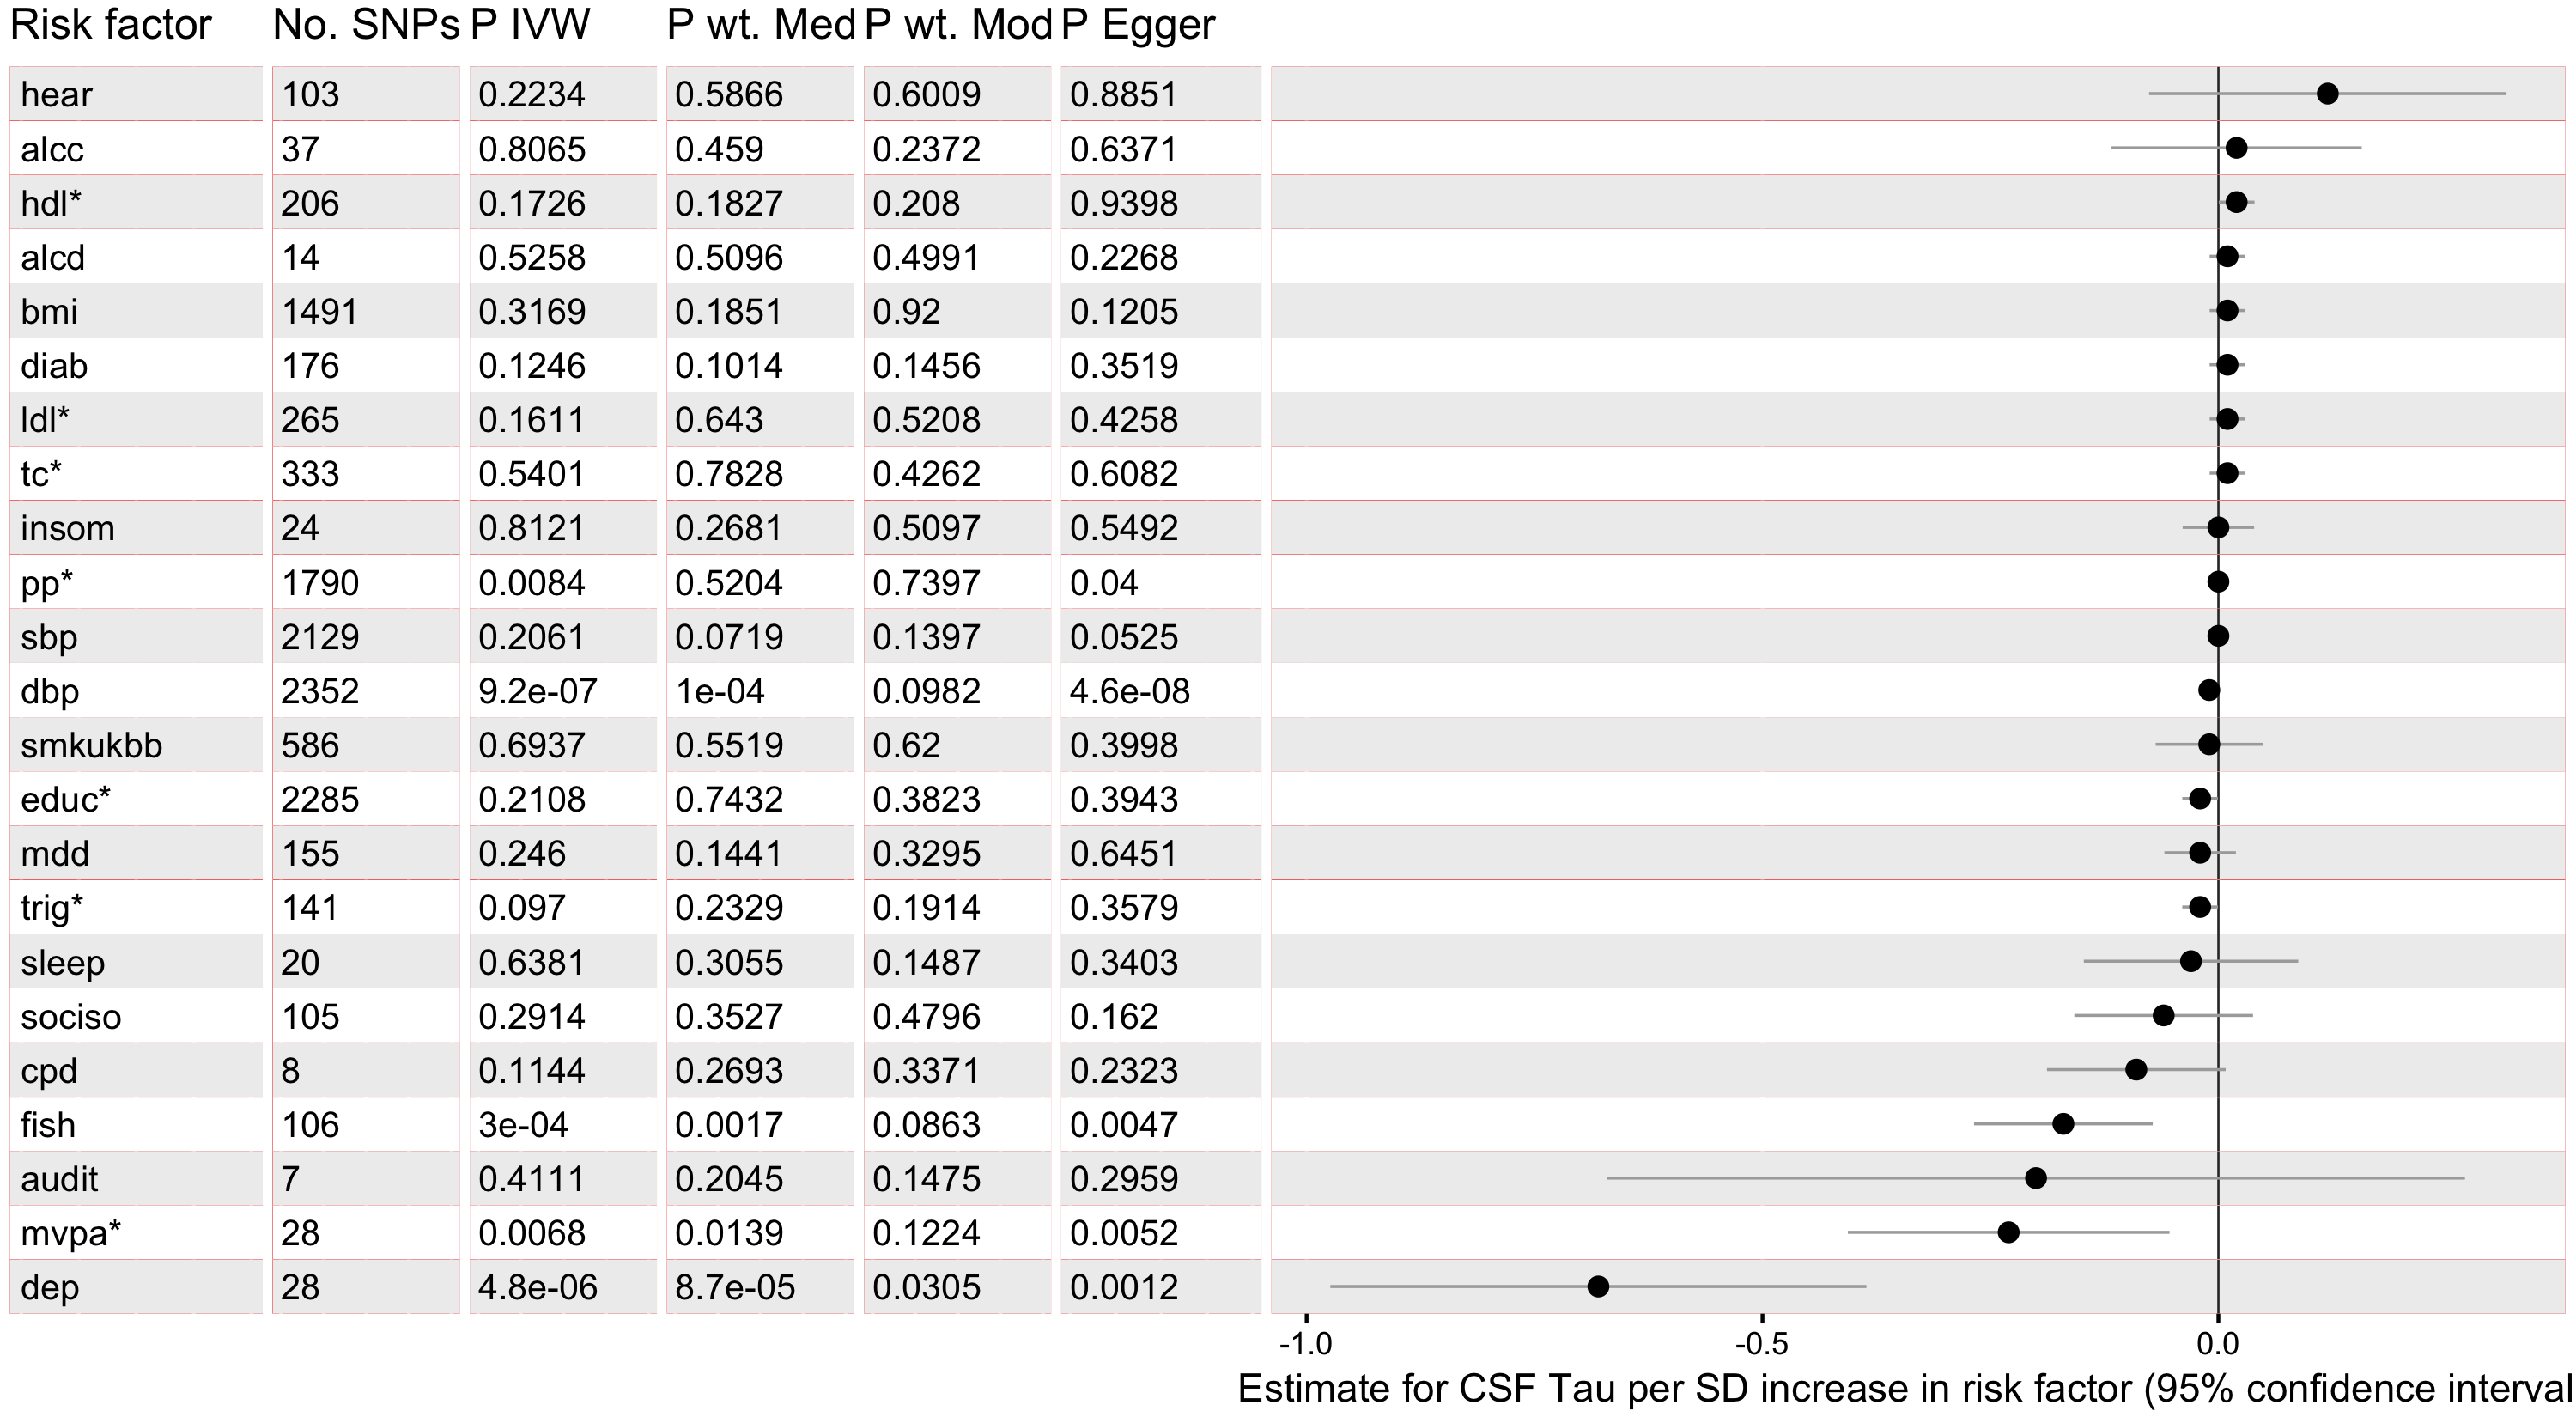 Risk factor No. SNPs P IVW P wt. Med P wt. Mod P Egger
hear 103 0.2234 0.5866 0.6009 0.8851
alcc 37 0.8065 0.459 0.2372 0.6371
hdl* 206 0.1726 0.1827 0.208 0.9398
alcd 14 0.5258 0.5096 0.4991 0.2268
bmi 1491 0.3169 0.1851 0.92 0.1205
diab 176 0.1246 0.1014 0.1456 0.3519
ldl* 265 0.1611 0.643 0.5208 0.4258
tc* 333 0.5401 0.7828 0.4262 0.6082
insom 24 0.8121 0.2681 0.5097 0.5492
pp* 1790 0.0084 0.5204 0.7397 0.04
sbp 2129 0.2061 0.0719 0.1397 0.0525
dbp 2352 9.2e-07 1e-04 0.0982 4.6e-08
smkukbb 586 0.6937 0.5519 0.62 0.3998
educ* 2285 0.2108 0.7432 0.3823 0.3943
mdd 155 0.246 0.1441 0.3295 0.6451
trig* 141 0.097 0.2329 0.1914 0.3579
sleep 20 0.6381 0.3055 0.1487 0.3403
sociso 105 0.2914 0.3527 0.4796 0.162
cpd 8 0.1144 0.2693 0.3371 0.2323
fish 106 3e-04 0.0017 0.0863 0.0047
audit 7 0.4111 0.2045 0.1475 0.2959
mvpa* 28 0.0068 0.0139 0.1224 0.0052
dep 28 4.8e-06 8.7e-05 0.0305 0.0012
-1.0 -0.5 0.0
Estimate for CSF Tau per SD increase in risk factor (95% confidence interval